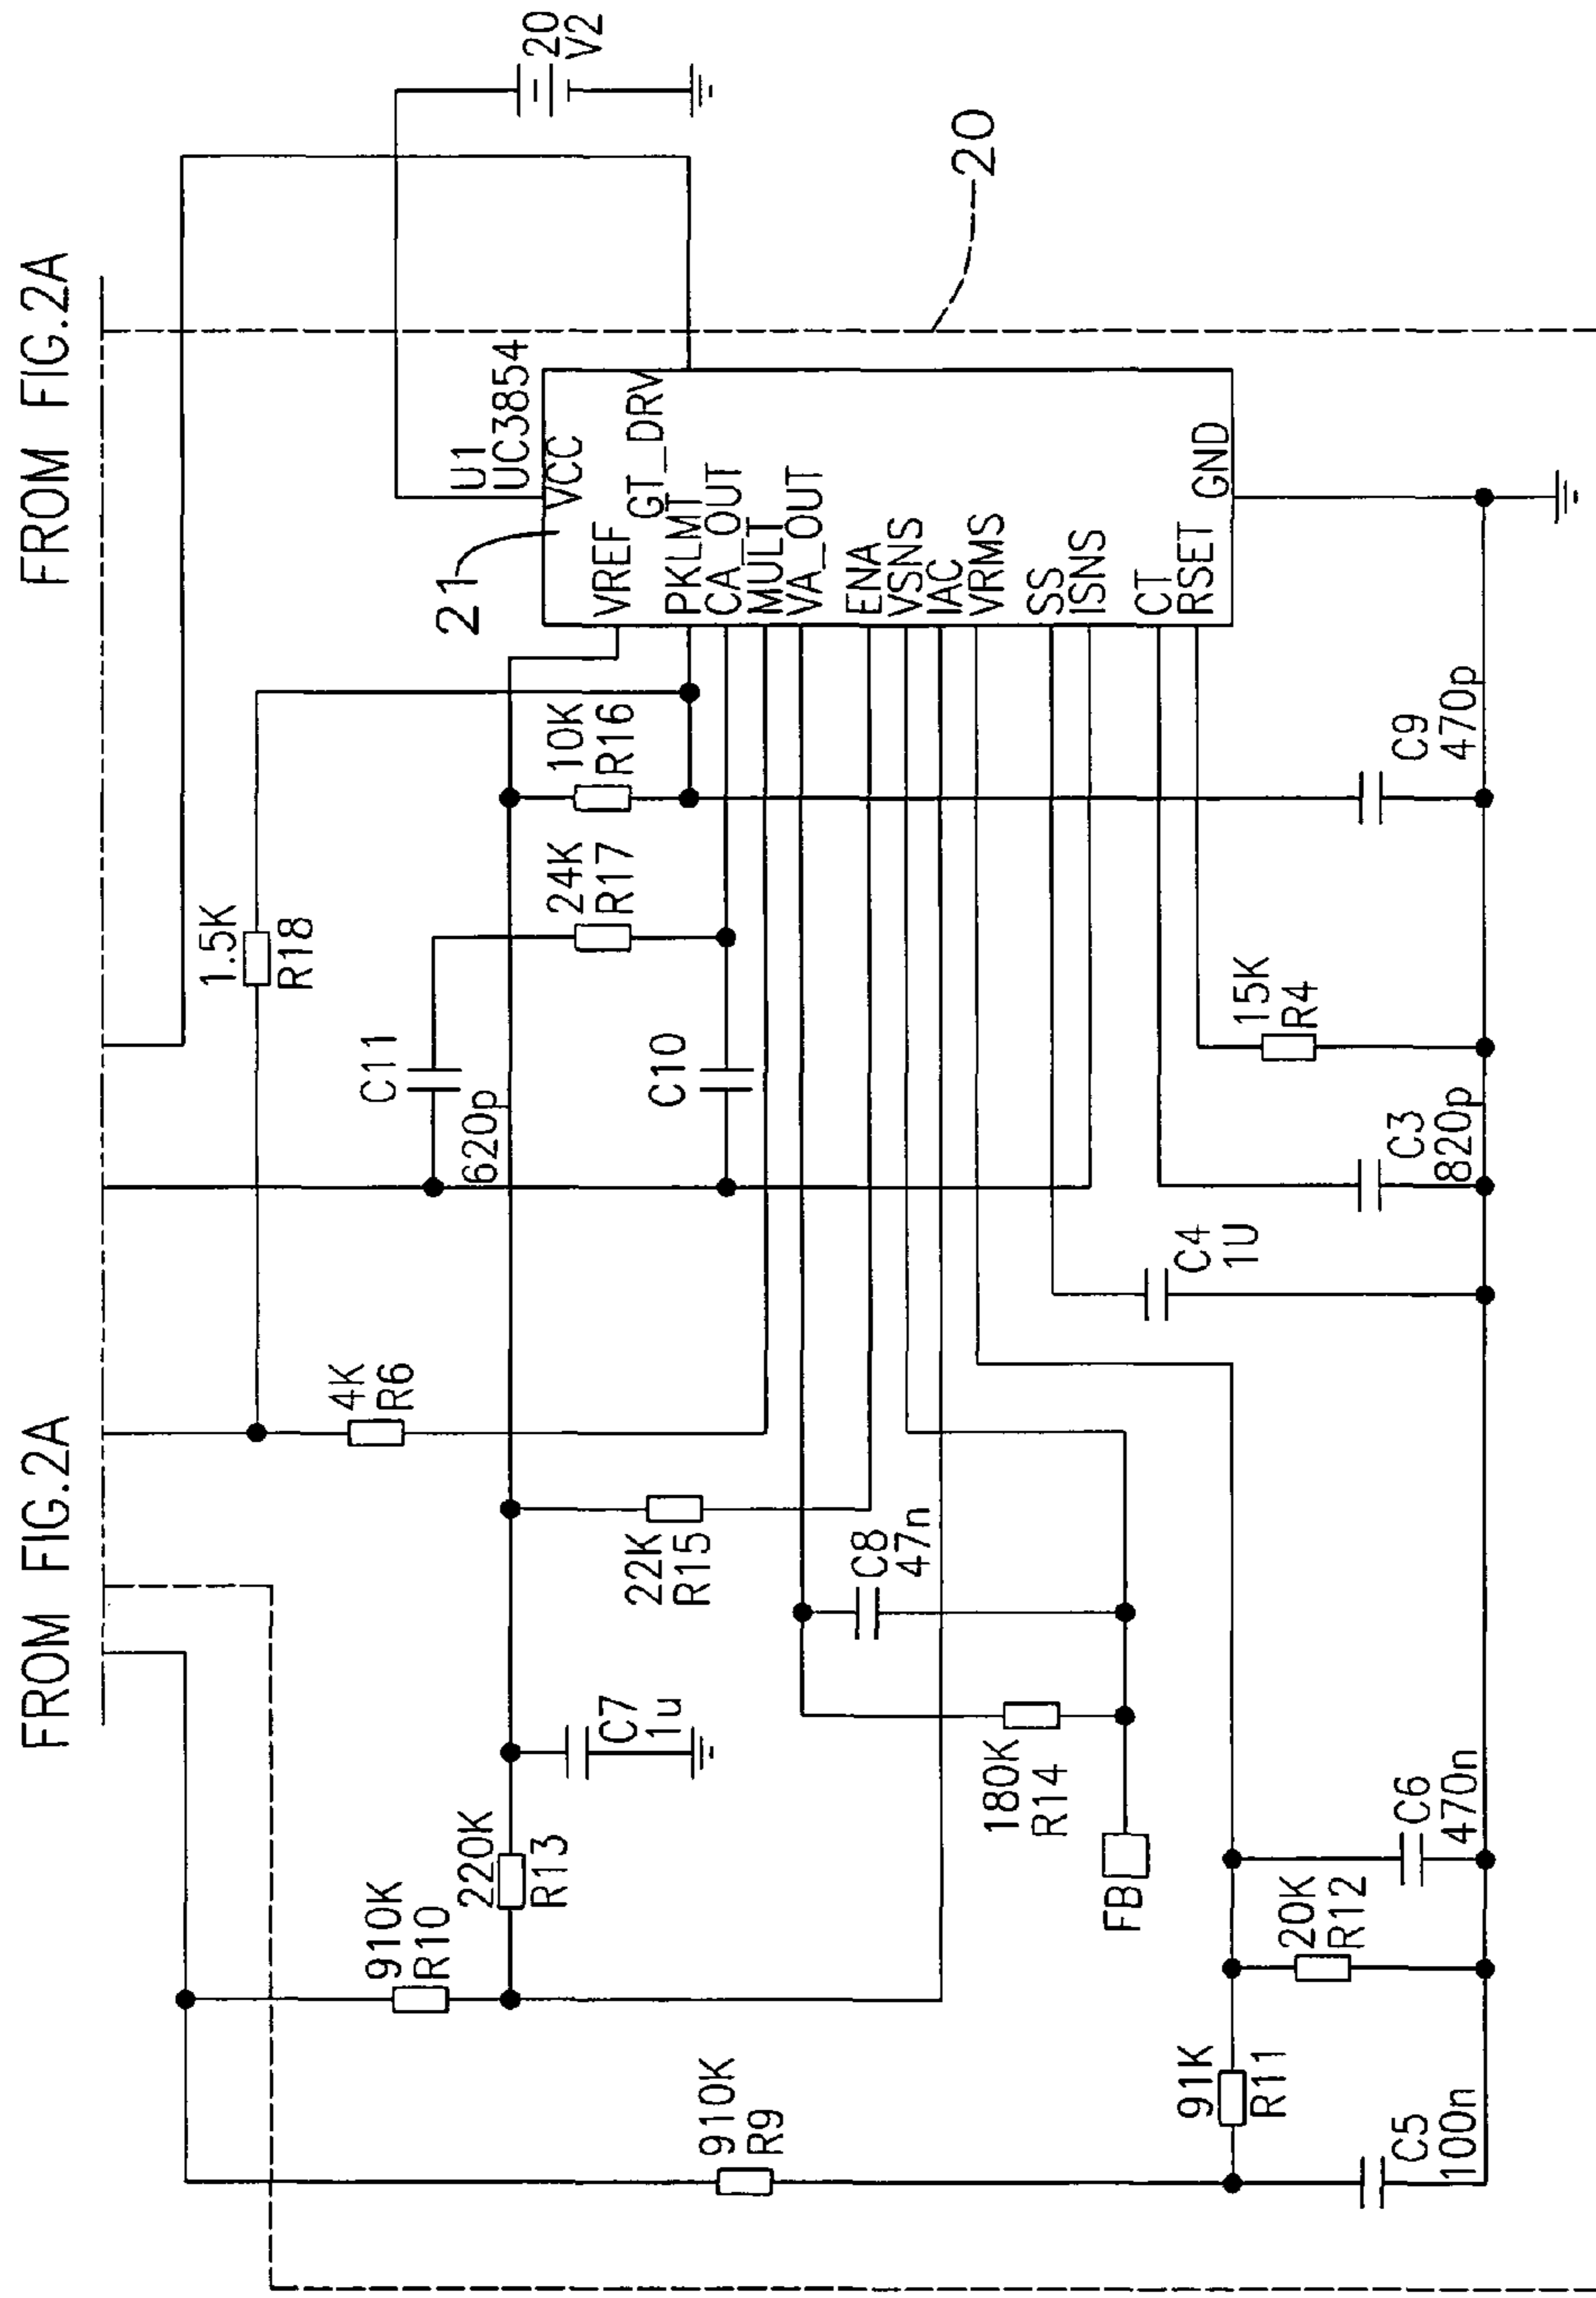 FROM FIG.2A
FROM FIG.2A
20
V2
20
U1
UC3854
21
VCC
VREF
GT_DRV
PKLMT
CA_OUT
MULT
VA_OUT
ENA
VSNS
IAC
VRMS
SS
ISNS
CT
RSET
GND
1.5K
R18
10K
R16
24K
R17
C11
620p
C10
4K
R6
22K
R15
C8
47n
C7
1u
220K
R13
910K
R10
180K
R14
FB
910K
R9
91K
R11
20K
R12
C5
100n
C6
470n
C4
1U
C3
820p
15K
R4
C9
470p